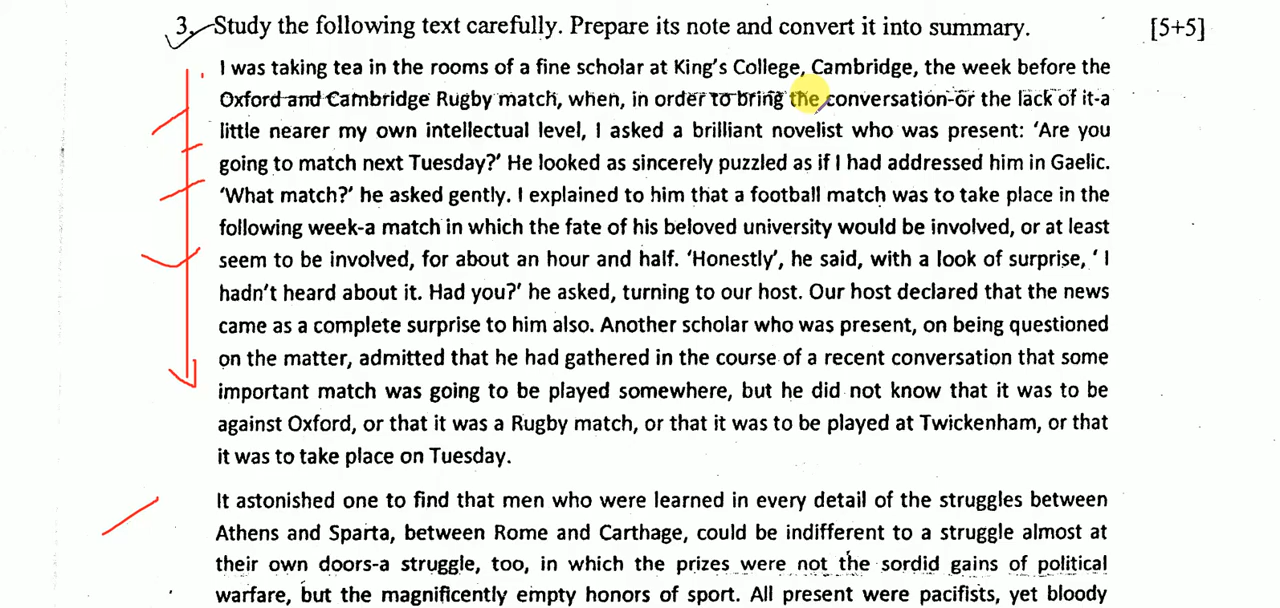 3. Study the following text carefully. Prepare its note and convert it into summary. [5+5]
I was taking tea in the rooms of a fine scholar at King's College, Cambridge, the week before the
Oxford and Cambridge Rugby match, when, in order to bring the conversation-or the lack of it-a
little nearer my own intellectual level, I asked a brilliant novelist who was present: 'Are you
going to match next Tuesday?' He looked as sincerely puzzled as if I had addressed him in Gaelic.
'What match?' he asked gently. I explained to him that a football match was to take place in the
following week-a match in which the fate of his beloved university would be involved, or at least
seem to be involved, for about an hour and half. 'Honestly', he said, with a look of surprise, ' I
hadn't heard about it. Had you?' he asked, turning to our host. Our host declared that the news
came as a complete surprise to him also. Another scholar who was present, on being questioned
on the matter, admitted that he had gathered in the course of a recent conversation that some
important match was going to be played somewhere, but he did not know that it was to be
against Oxford, or that it was a Rugby match, or that it was to be played at Twickenham, or that
it was to take place on Tuesday.
It astonished one to find that men who were learned in every detail of the struggles between
Athens and Sparta, between Rome and Carthage, could be indifferent to a struggle almost at
their own doors-a struggle, too, in which the prizes were not the sordid gains of political
warfare, but the magnificently empty honors of sport. All present were pacifists, yet bloody